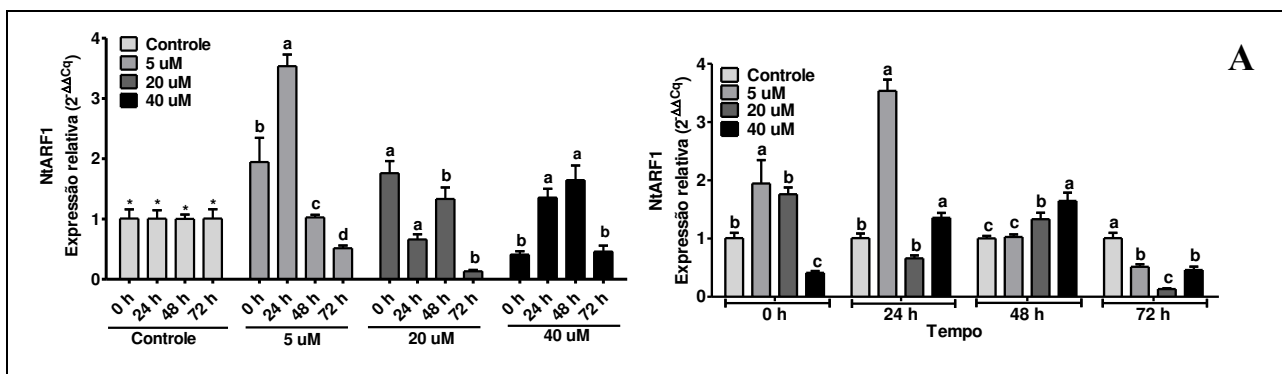 A
NtARF1
Expressão relativa (2^-ΔΔCq)
4
3
2
1
0
Controle
5 uM
20 uM
40 uM
* * * *
b a c d
a a b b
b a a b
0 h 24 h 48 h 72 h 0 h 24 h 48 h 72 h 0 h 24 h 48 h 72 h 0 h 24 h 48 h 72 h
Controle 5 uM 20 uM 40 uM
NtARF1
Expressão relativa (2^-ΔΔCq)
4
3
2
1
0
Controle
5 uM
20 uM
40 uM
b a b c
b a b a
c c b a
a b c b
0 h 24 h 48 h 72 h
Tempo